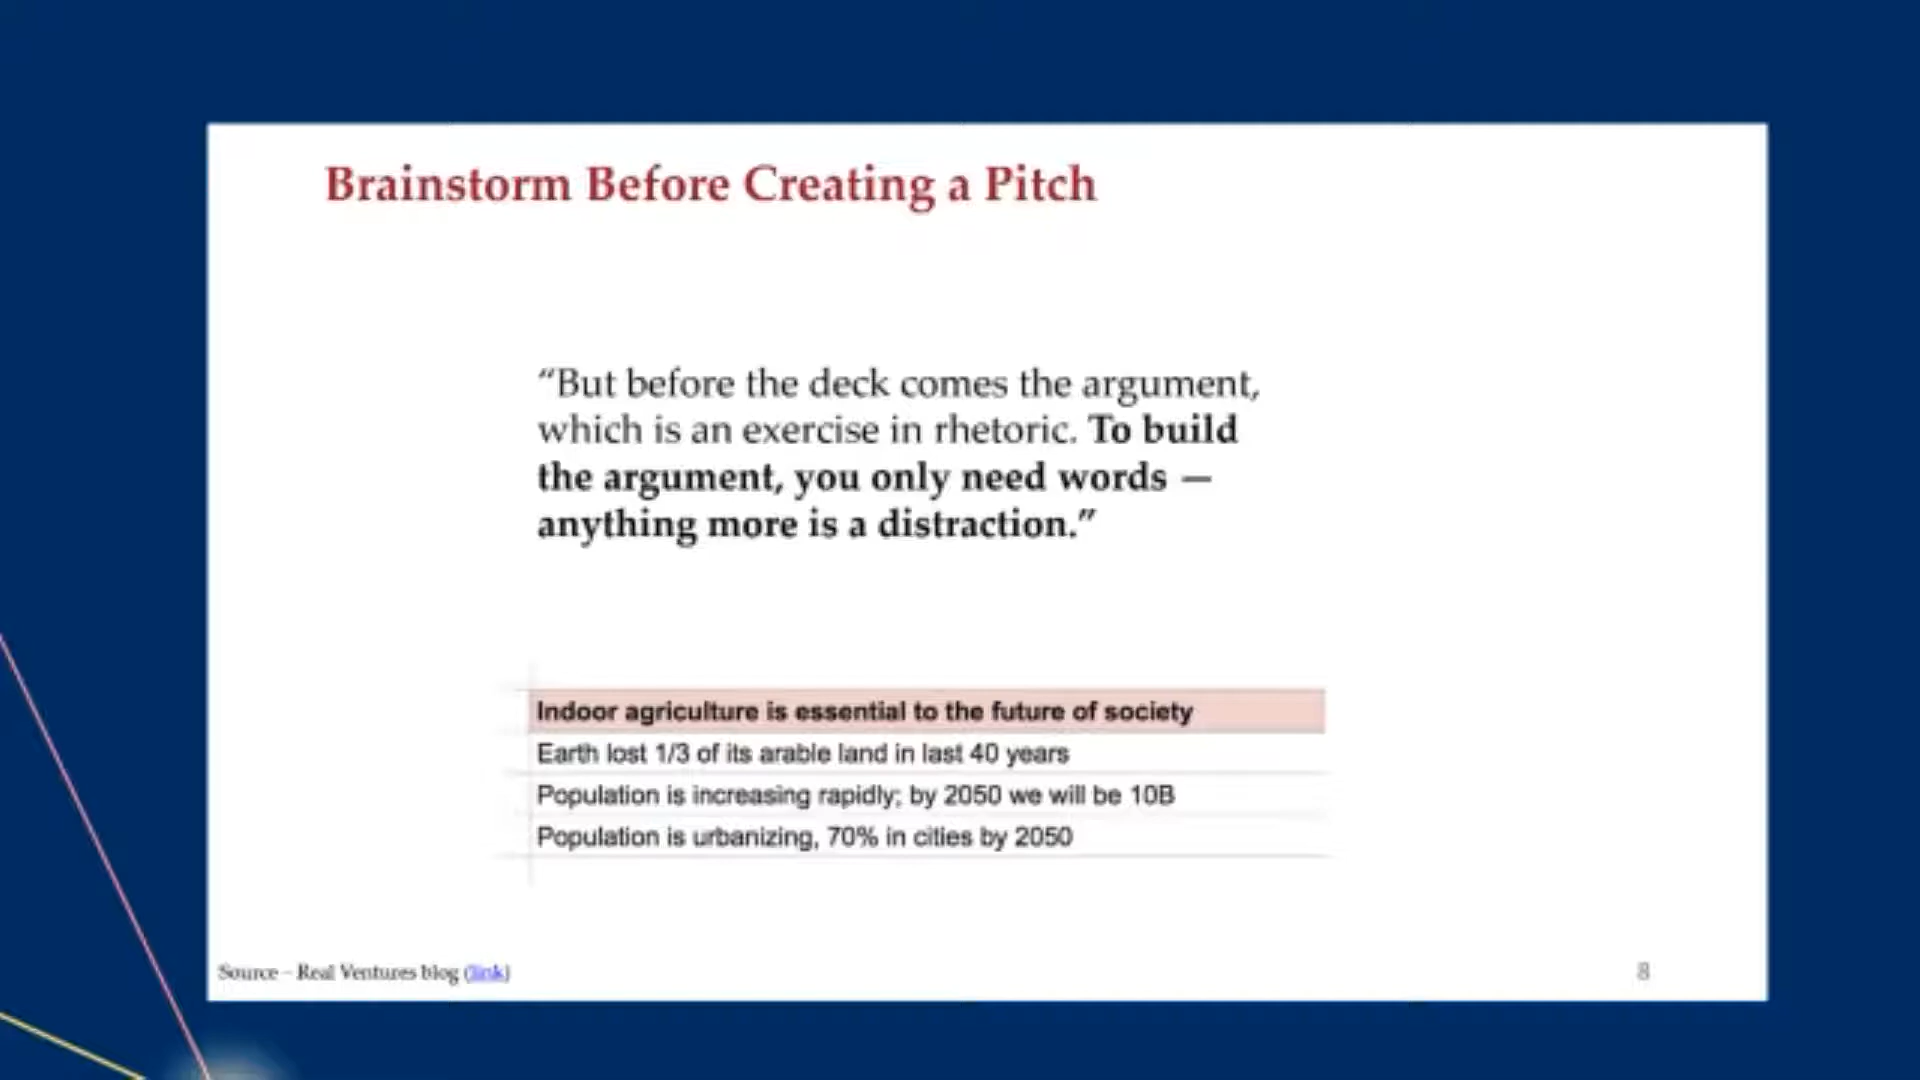 Brainstorm Before Creating a Pitch
“But before the deck comes the argument,
which is an exercise in rhetoric. To build
the argument, you only need words —
anything more is a distraction.”
Indoor agriculture is essential to the future of society
Earth lost 1/3 of its arable land in last 40 years
Population is increasing rapidly; by 2050 we will be 10B
Population is urbanizing, 70% in cities by 2050
Source – Real Ventures blog (link)
8